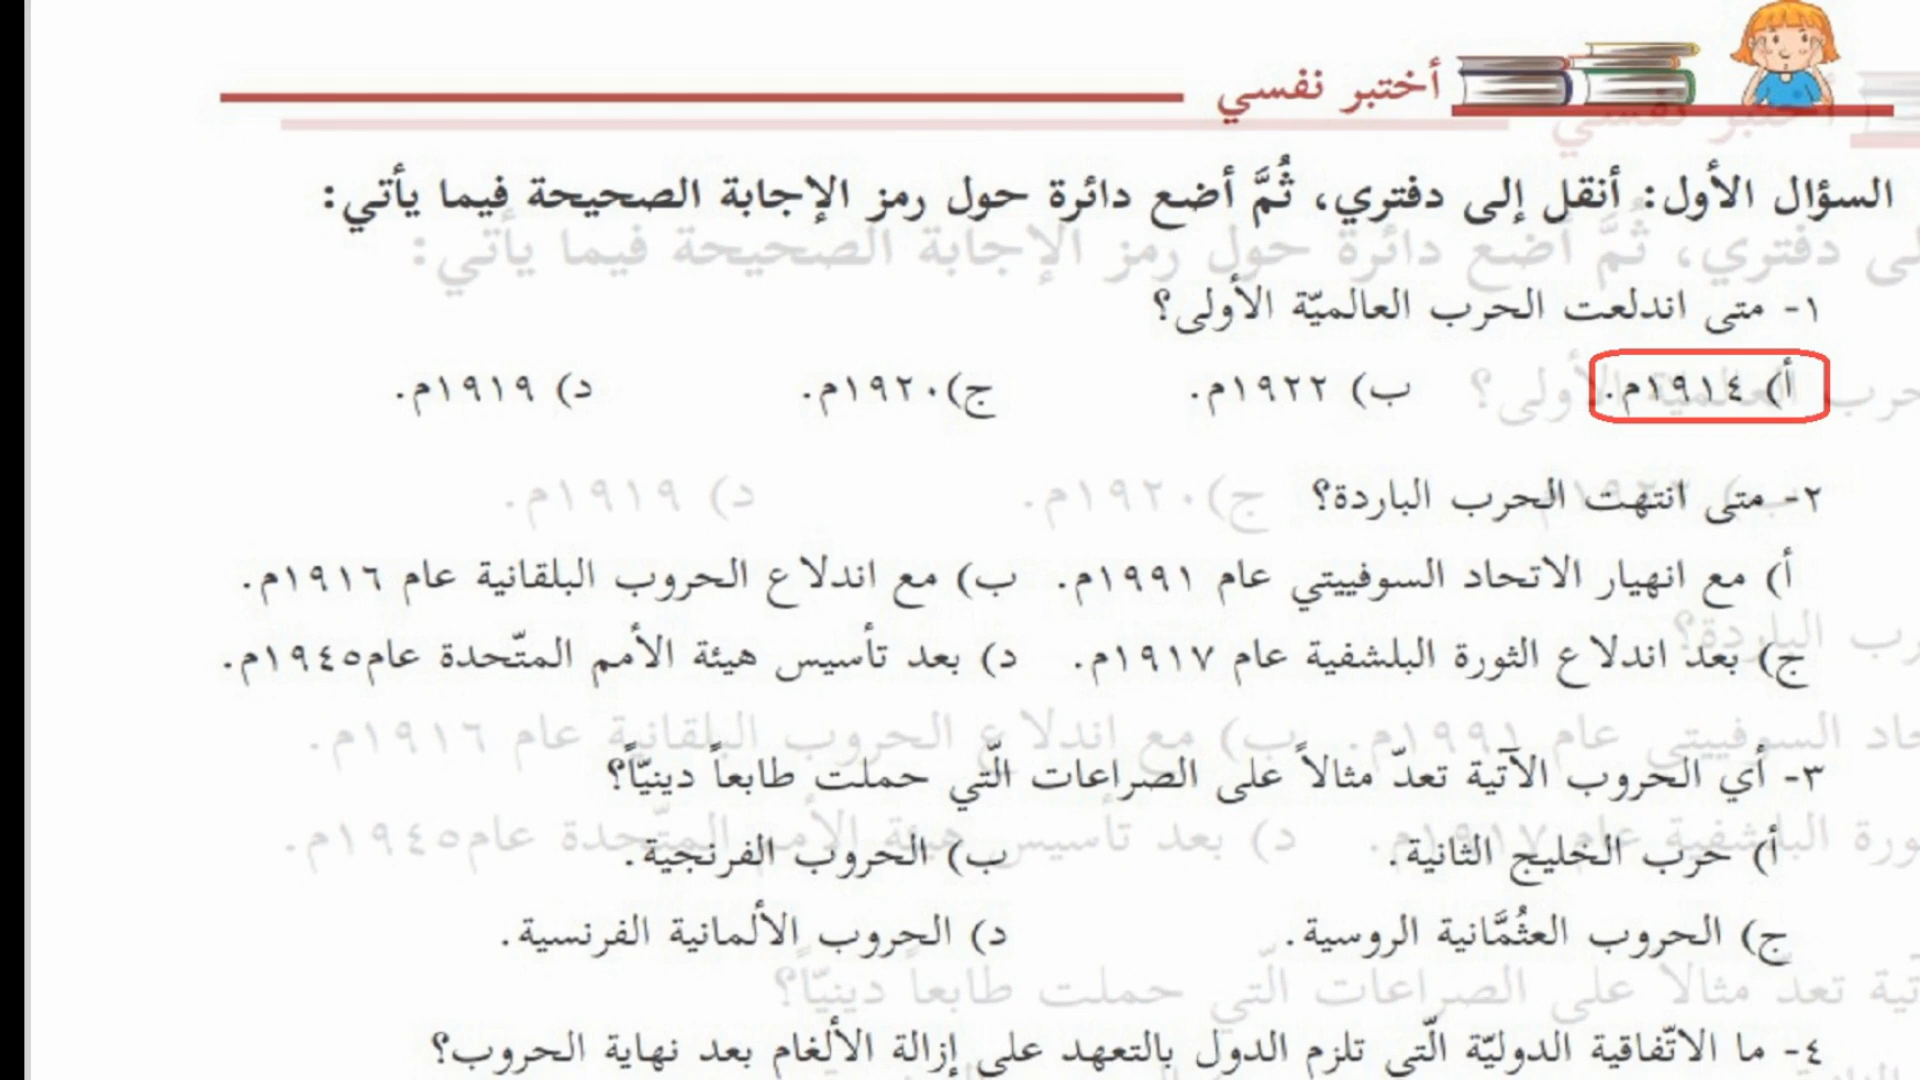 أختبر نفسي
السؤال الأول: أنقل إلى دفتري، ثُمَّ أضع دائرة حول رمز الإجابة الصحيحة فيما يأتي:
١- متى اندلعت الحرب العالميّة الأولى؟
أ) ١٩١٤م. ب) ١٩٢٢م. ج) ١٩٢٠م. د) ١٩١٩م.
٢- متى انتهت الحرب الباردة؟
أ) مع انهيار الاتحاد السوفييتي عام ١٩٩١م. ب) مع اندلاع الحروب البلقانية عام ١٩١٦م.
ج) بعد اندلاع الثورة البلشفية عام ١٩١٧م. د) بعد تأسيس هيئة الأمم المتّحدة عام١٩٤٥م.
٣- أي الحروب الآتية تعدّ مثالاً على الصراعات الّتي حملت طابعاً دينيّاً؟
أ) حرب الخليج الثانية. ب) الحروب الفرنجية.
ج) الحروب العثُمَّانية الروسية. د) الحروب الألمانية الفرنسية.
٤- ما الاتّفاقية الدوليّة الّتي تلزم الدول بالتعهد على إزالة الألغام بعد نهاية الحروب؟